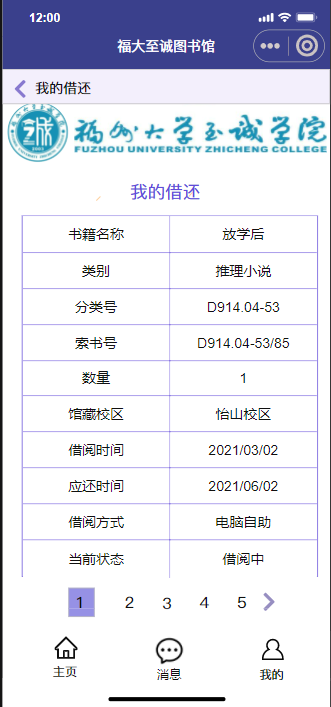 12:00
福大至诚图书馆
我的借还
福州大学至诚学院
FUZHOU UNIVERSITY ZHICHENG COLLEGE
我的借还
书籍名称 放学后
类别 推理小说
分类号 D914.04-53
索书号 D914.04-53/85
数量 1
馆藏校区 怡山校区
借阅时间 2021/03/02
应还时间 2021/06/02
借阅方式 电脑自助
当前状态 借阅中
1 2 3 4 5
主页 消息 我的